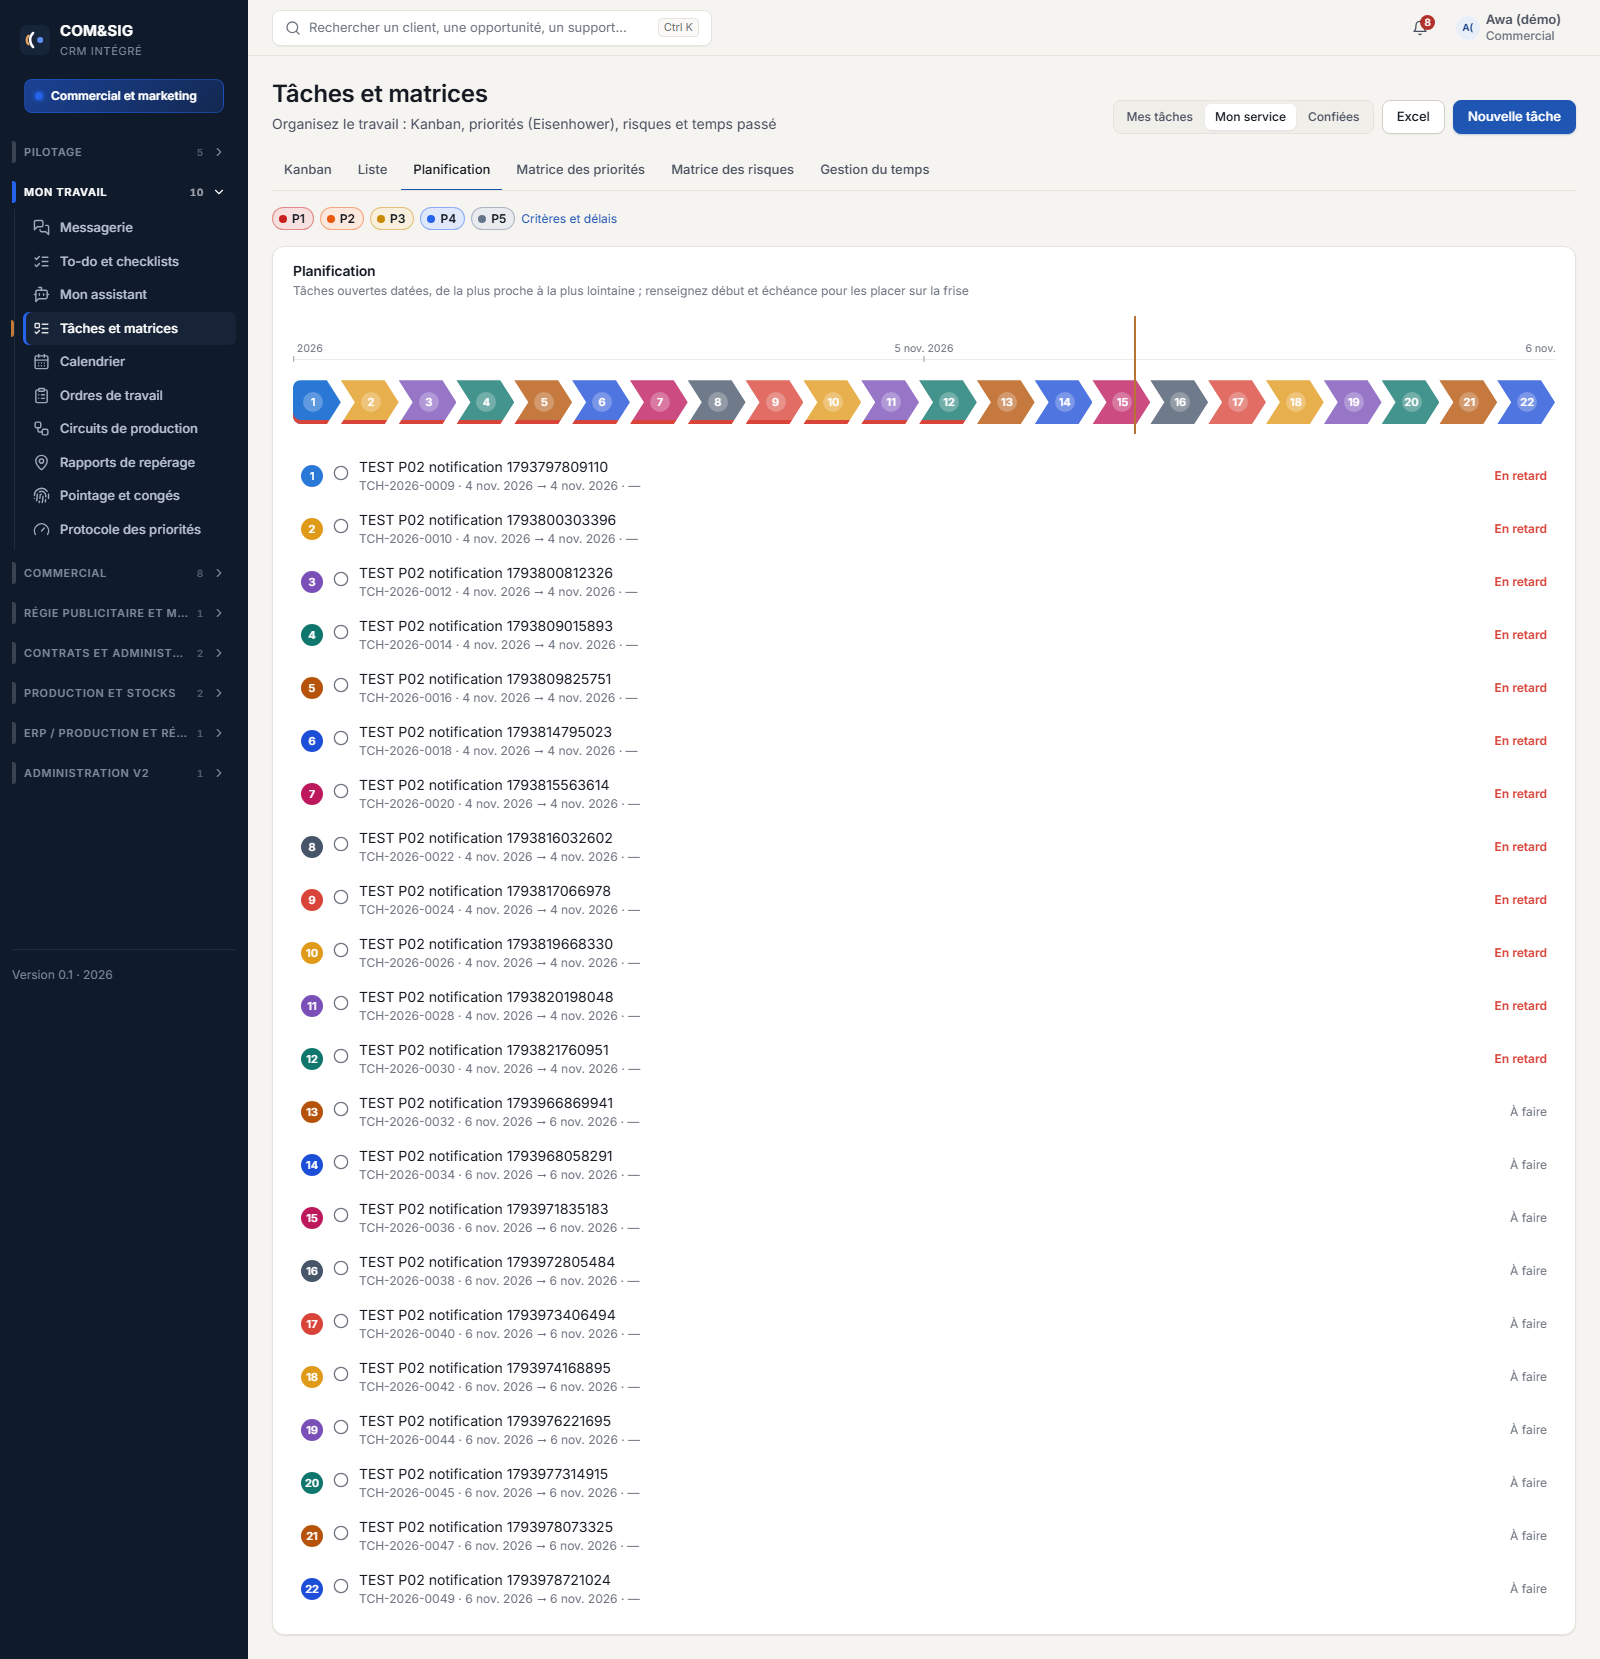 COM&SIG
CRM INTÉGRÉ
Commercial et marketing
PILOTAGE 5
MON TRAVAIL 10
Messagerie
To-do et checklists
Mon assistant
Tâches et matrices
Calendrier
Ordres de travail
Circuits de production
Rapports de repérage
Pointage et congés
Protocole des priorités
COMMERCIAL 8
RÉGIE PUBLICITAIRE ET M... 1
CONTRATS ET ADMINIST... 2
PRODUCTION ET STOCKS 2
ERP / PRODUCTION ET RÉ... 1
ADMINISTRATION V2 1
Version 0.1 · 2026
Rechercher un client, une opportunité, un support... Ctrl K
8
A(
Awa (démo)
Commercial
Tâches et matrices
Organisez le travail : Kanban, priorités (Eisenhower), risques et temps passé
Mes tâches Mon service Confiées Excel Nouvelle tâche
Kanban Liste Planification Matrice des priorités Matrice des risques Gestion du temps
P1 P2 P3 P4 P5 Critères et délais
Planification
Tâches ouvertes datées, de la plus proche à la plus lointaine ; renseignez début et échéance pour les placer sur la frise
2026 5 nov. 2026 6 nov.
1 2 3 4 5 6 7 8 9 10 11 12 13 14 15 16 17 18 19 20 21 22
1 TEST P02 notification 1793797809110 En retard
TCH-2026-0009 · 4 nov. 2026 → 4 nov. 2026 · —
2 TEST P02 notification 1793800303396 En retard
TCH-2026-0010 · 4 nov. 2026 → 4 nov. 2026 · —
3 TEST P02 notification 1793800812326 En retard
TCH-2026-0012 · 4 nov. 2026 → 4 nov. 2026 · —
4 TEST P02 notification 1793809015893 En retard
TCH-2026-0014 · 4 nov. 2026 → 4 nov. 2026 · —
5 TEST P02 notification 1793809825751 En retard
TCH-2026-0016 · 4 nov. 2026 → 4 nov. 2026 · —
6 TEST P02 notification 1793814795023 En retard
TCH-2026-0018 · 4 nov. 2026 → 4 nov. 2026 · —
7 TEST P02 notification 1793815563614 En retard
TCH-2026-0020 · 4 nov. 2026 → 4 nov. 2026 · —
8 TEST P02 notification 1793816032602 En retard
TCH-2026-0022 · 4 nov. 2026 → 4 nov. 2026 · —
9 TEST P02 notification 1793817066978 En retard
TCH-2026-0024 · 4 nov. 2026 → 4 nov. 2026 · —
10 TEST P02 notification 1793819668330 En retard
TCH-2026-0026 · 4 nov. 2026 → 4 nov. 2026 · —
11 TEST P02 notification 1793820198048 En retard
TCH-2026-0028 · 4 nov. 2026 → 4 nov. 2026 · —
12 TEST P02 notification 1793821760951 En retard
TCH-2026-0030 · 4 nov. 2026 → 4 nov. 2026 · —
13 TEST P02 notification 1793966869941 À faire
TCH-2026-0032 · 6 nov. 2026 → 6 nov. 2026 · —
14 TEST P02 notification 1793968058291 À faire
TCH-2026-0034 · 6 nov. 2026 → 6 nov. 2026 · —
15 TEST P02 notification 1793971835183 À faire
TCH-2026-0036 · 6 nov. 2026 → 6 nov. 2026 · —
16 TEST P02 notification 1793972805484 À faire
TCH-2026-0038 · 6 nov. 2026 → 6 nov. 2026 · —
17 TEST P02 notification 1793973406494 À faire
TCH-2026-0040 · 6 nov. 2026 → 6 nov. 2026 · —
18 TEST P02 notification 1793974168895 À faire
TCH-2026-0042 · 6 nov. 2026 → 6 nov. 2026 · —
19 TEST P02 notification 1793976221695 À faire
TCH-2026-0044 · 6 nov. 2026 → 6 nov. 2026 · —
20 TEST P02 notification 1793977314915 À faire
TCH-2026-0045 · 6 nov. 2026 → 6 nov. 2026 · —
21 TEST P02 notification 1793978073325 À faire
TCH-2026-0047 · 6 nov. 2026 → 6 nov. 2026 · —
22 TEST P02 notification 1793978721024 À faire
TCH-2026-0049 · 6 nov. 2026 → 6 nov. 2026 · —